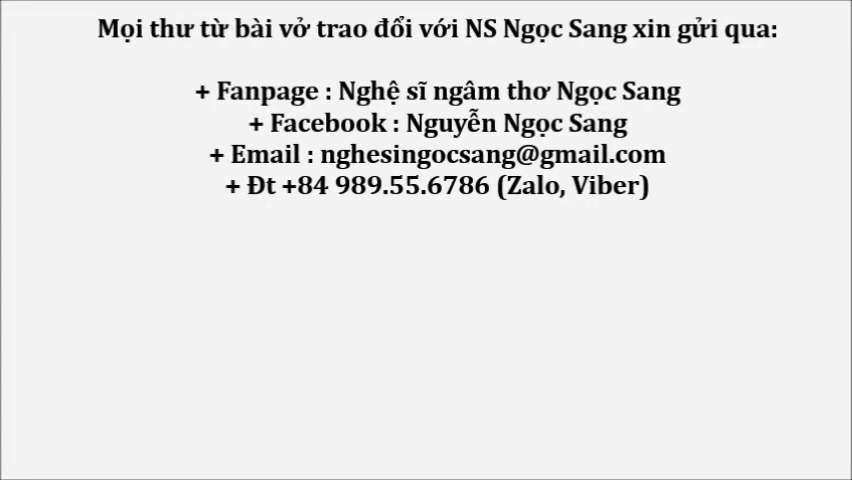 Mọi thư từ bài vở trao đổi với NS Ngọc Sang xin gửi qua:
+ Fanpage : Nghệ sĩ ngâm thơ Ngọc Sang
+ Facebook : Nguyễn Ngọc Sang
+ Email : nghesingocsang@gmail.com
+ Đt +84 989.55.6786 (Zalo, Viber)